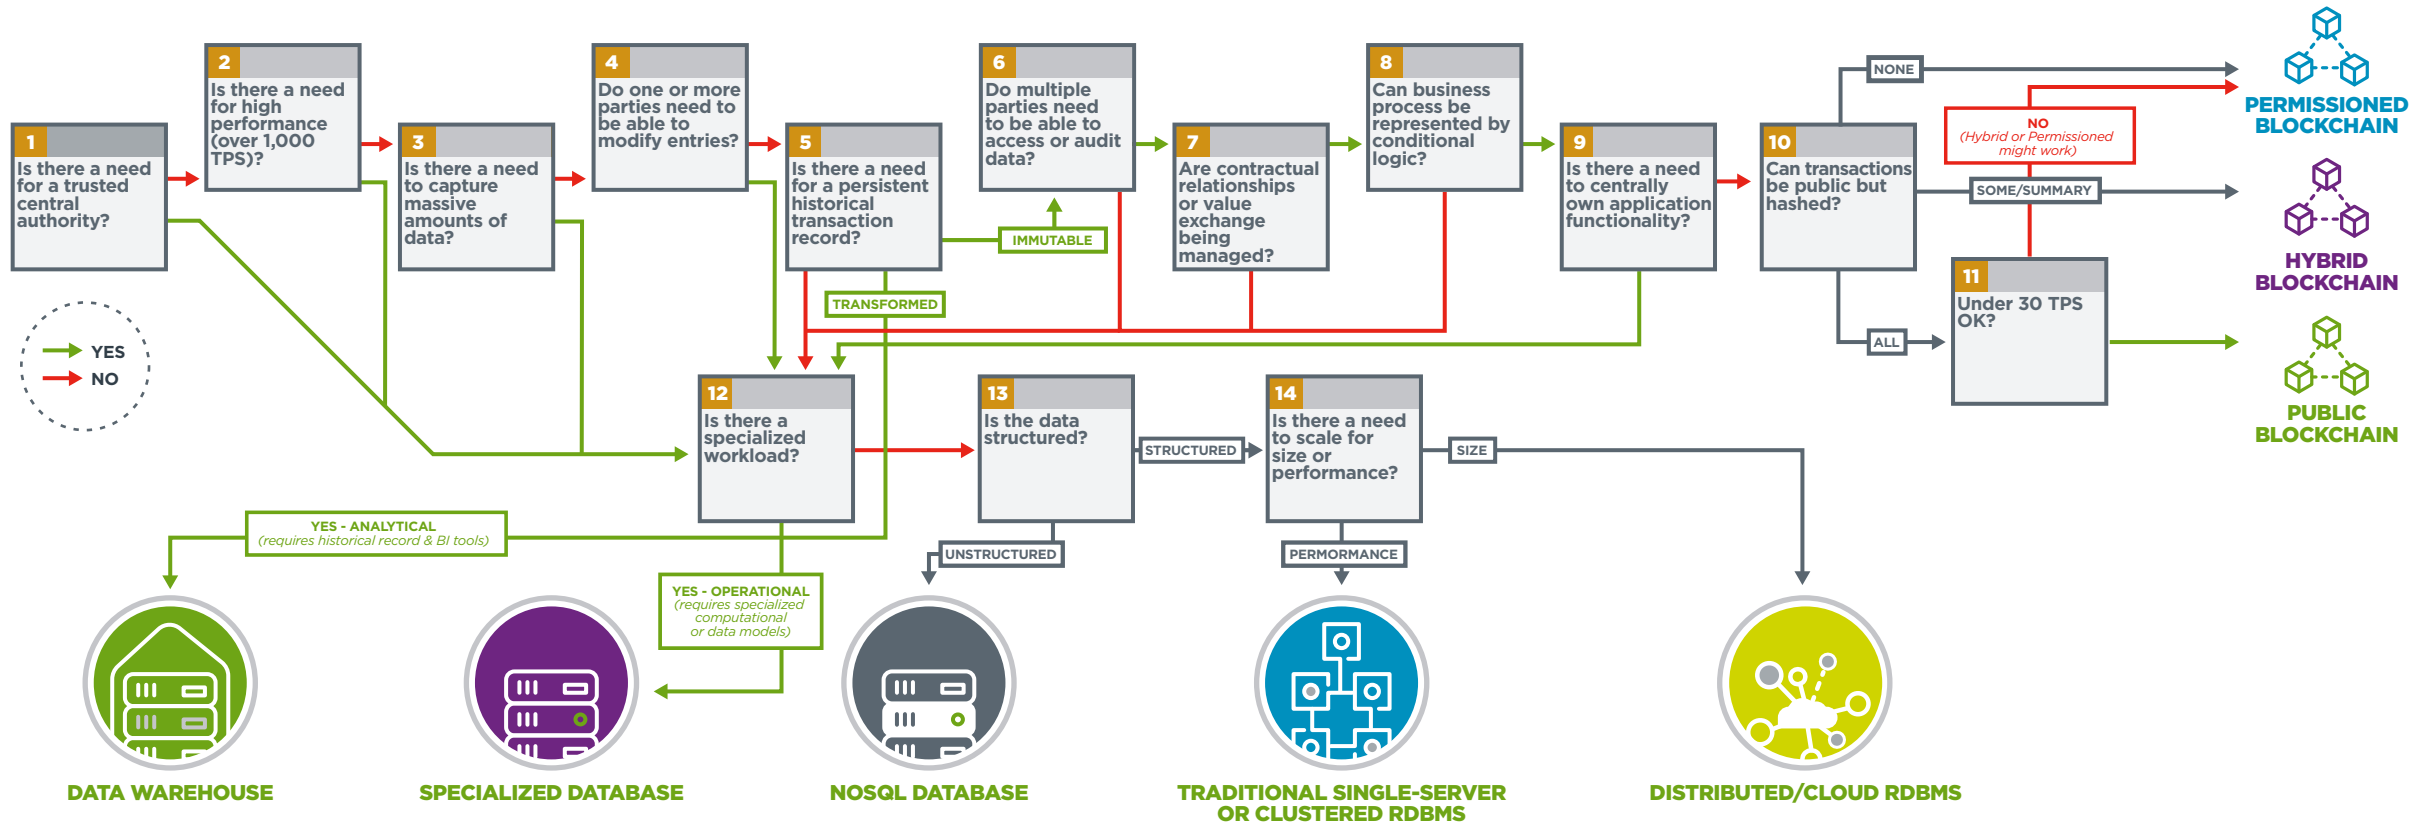 1
Is there a need
for a trusted
central
authority?
2
Is there a need
for high
performance
(over 1,000
TPS)?
3
Is there a need
to capture
massive
amounts of
data?
4
Do one or more
parties need to
be able to
modify entries?
5
Is there a need
for a persistent
historical
transaction
record?
IMMUTABLE
TRANSFORMED
6
Do multiple
parties need
to be able to
access or audit
data?
7
Are contractual
relationships
or value
exchange
being
managed?
8
Can business
process be
represented by
conditional
logic?
9
Is there a need
to centrally
own application
functionality?
10
Can transactions
be public but
hashed?
NONE
NO
(Hybrid or Permissioned
might work)
SOME/SUMMARY
ALL
11
Under 30 TPS
OK?
PERMISSIONED
BLOCKCHAIN
HYBRID
BLOCKCHAIN
PUBLIC
BLOCKCHAIN
YES
NO
12
Is there a
specialized
workload?
13
Is the data
structured?
STRUCTURED
14
Is there a need
to scale for
size or
performance?
SIZE
YES - ANALYTICAL
(requires historical record & BI tools)
YES - OPERATIONAL
(requires specialized
computational
or data models)
UNSTRUCTURED
PERMORMANCE
DATA WAREHOUSE
SPECIALIZED DATABASE
NOSQL DATABASE
TRADITIONAL SINGLE-SERVER
OR CLUSTERED RDBMS
DISTRIBUTED/CLOUD RDBMS